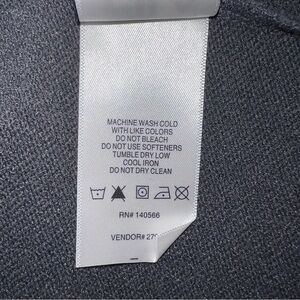 MACHINE WASH COLD
WITH LIKE COLORS
DO NOT BLEACH
DO NOT USE SOFTENERS
TUMBLE DRY LOW
COOL IRON
DO NOT DRY CLEAN
RN# 140566
VENDOR#